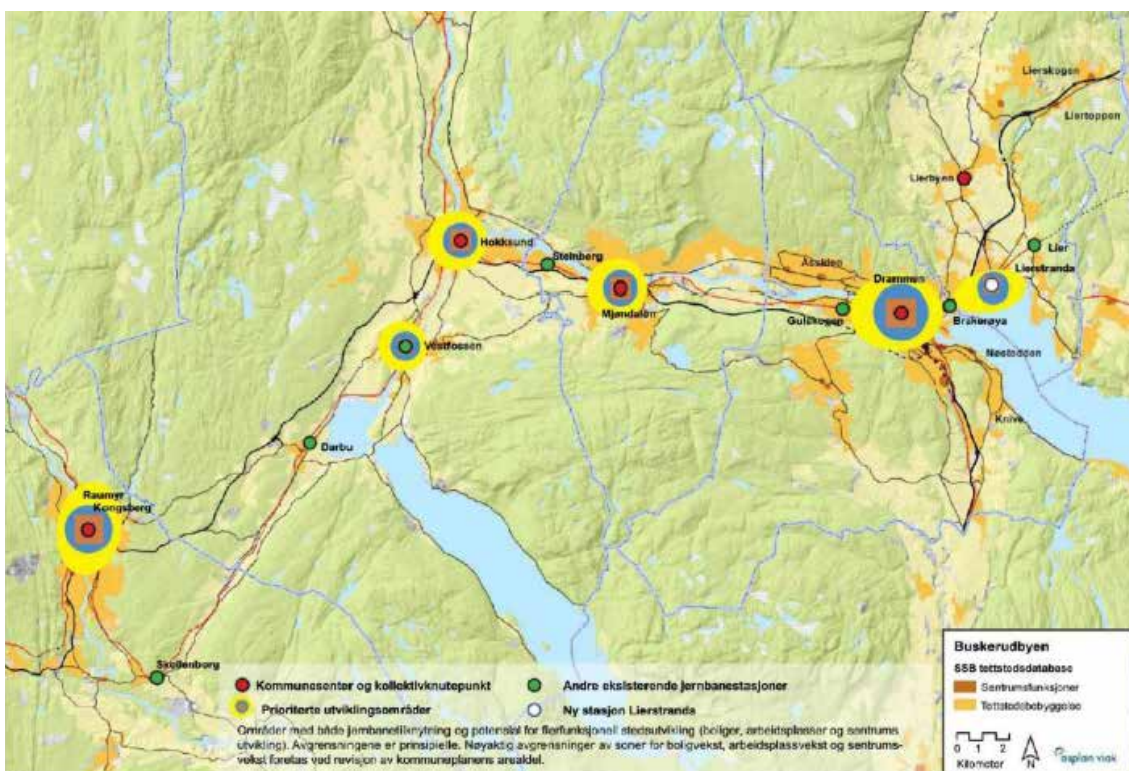 Lierskogen
Liertoppen
Lierbyen
Lier
Lierstranda
Hokksund
Steinberg
Åssiden
Drammen
Mjøndalen
Gulskogen
Brakerøya
Vestfossen
Nøstodden
Knive
Darbu
Raumyr
Kongsberg
Skollenborg
Kommunesenter og kollektivknutepunkt
Andre eksisterende jernbanestasjoner
Prioriterte utviklingsområder
Ny stasjon Lierstranda
Områder med både jernbanetilknytning og potensial for flerfunksjonell stedsutvikling (boliger, arbeidsplasser og sentrums
utvikling). Avgrensningene er prinsipielle. Nøyaktig avgrensninger av soner for boligvekst, arbeidsplassvekst og sentrums-
vekst foretas ved revisjon av kommuneplanens arealdel.
Buskerudbyen
SSB tettstedsdatabase
Sentrumsfunksjoner
Tettstedsbebyggelse
0 1 2
Kilometer
N
asplan viak